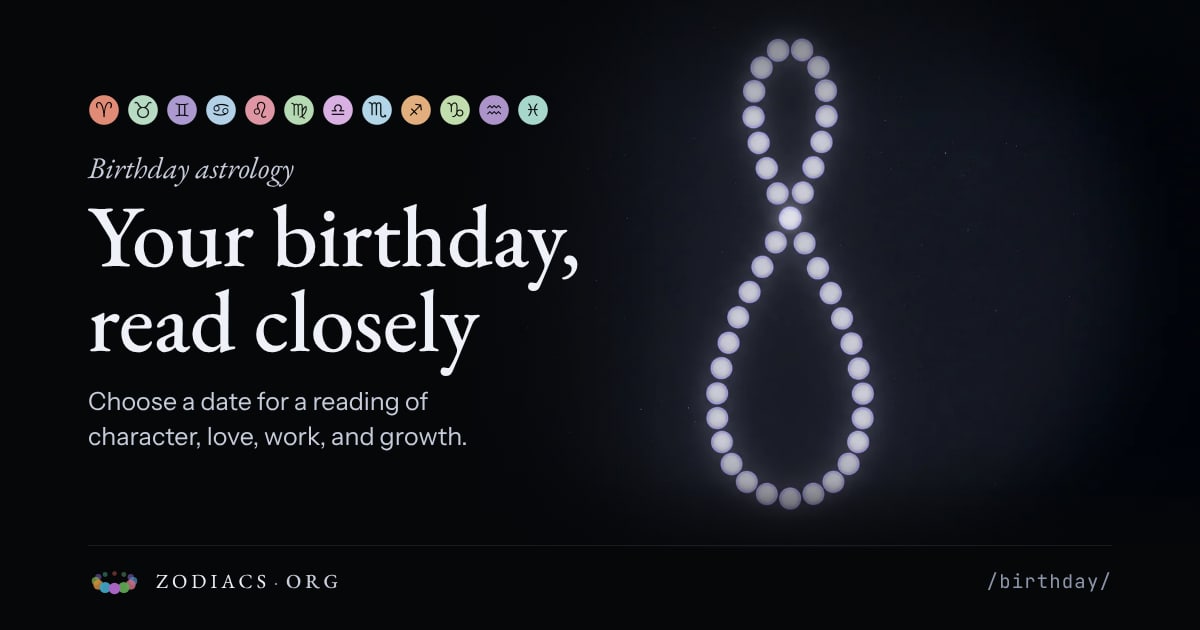 ♈ ♉ ♊ ♋ ♌ ♍ ♎ ♏ ♐ ♑ ♒ ♓
Birthday astrology
Your birthday,
read closely
Choose a date for a reading of
character, love, work, and growth.
ZODIACS·ORG
/birthday/